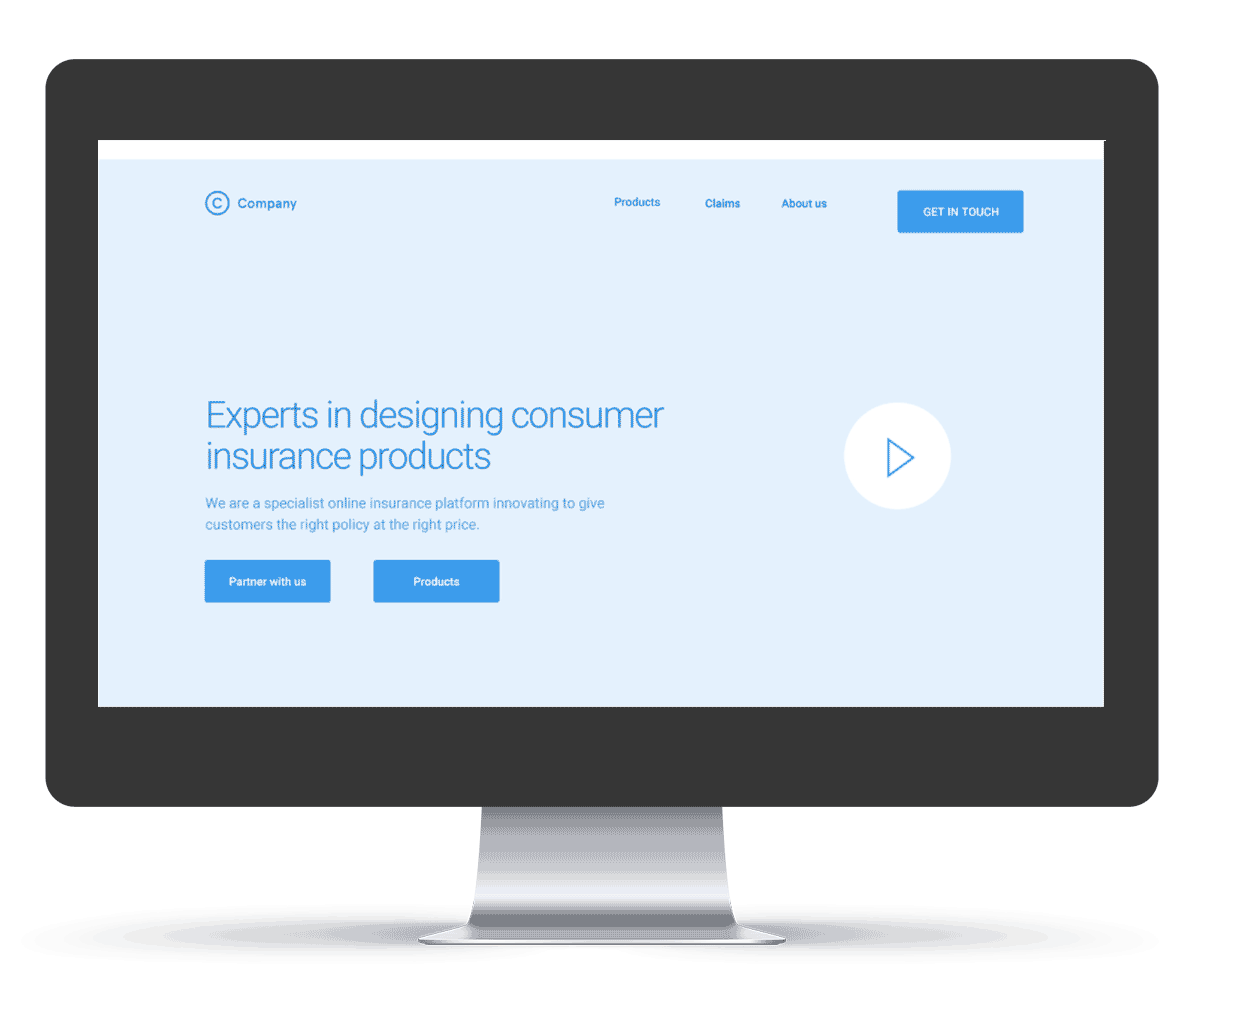 C Company
Products
Claims
About us
GET IN TOUCH
Experts in designing consumer
insurance products
We are a specialist online insurance platform innovating to give
customers the right policy at the right price.
Partner with us
Products